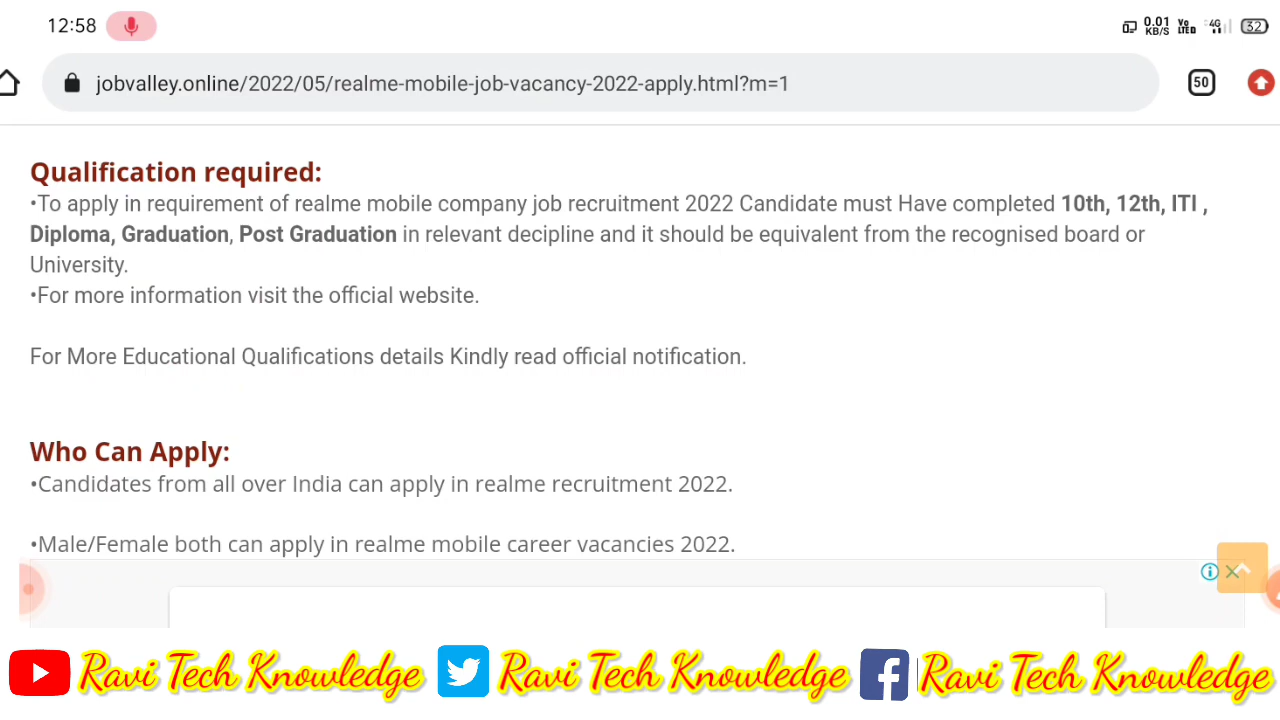 12:58
0.01 KB/S Vo LTE D 4G 32
jobvalley.online/2022/05/realme-mobile-job-vacancy-2022-apply.html?m=1
50
Qualification required:
•To apply in requirement of realme mobile company job recruitment 2022 Candidate must Have completed 10th, 12th, ITI ,
Diploma, Graduation, Post Graduation in relevant decipline and it should be equivalent from the recognised board or
University.
•For more information visit the official website.
For More Educational Qualifications details Kindly read official notification.
Who Can Apply:
•Candidates from all over India can apply in realme recruitment 2022.
•Male/Female both can apply in realme mobile career vacancies 2022.
Ravi Tech Knowledge Ravi Tech Knowledge Ravi Tech Knowledge